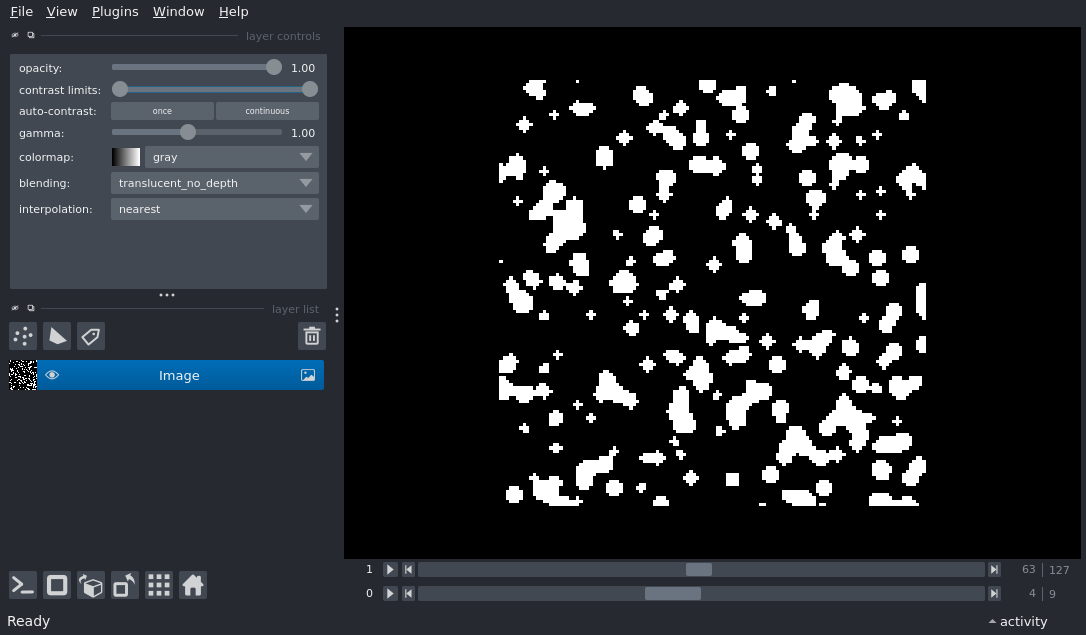 File View Plugins Window Help
layer controls
opacity: 1.00
contrast limits:
auto-contrast: once continuous
gamma: 1.00
colormap: gray
blending: translucent_no_depth
interpolation: nearest
layer list
Image
1 63 127
0 4 9
Ready activity